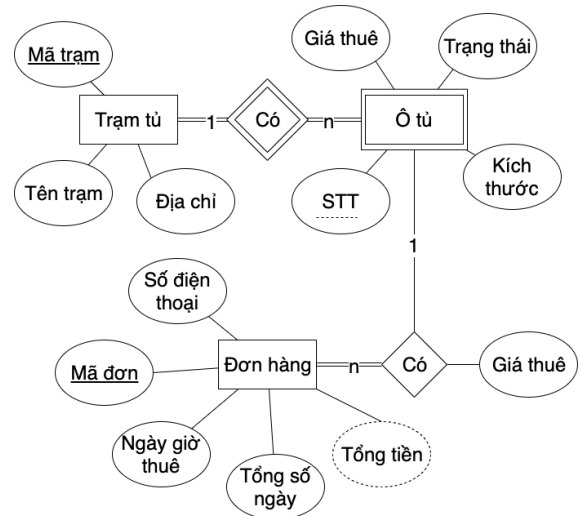 Giá thuê
Trạng thái
Mã trạm
Trạm tủ
1
Có
n
Ô tủ
Tên trạm
Địa chỉ
STT
Kích
thước
1
Số điện
thoại
Mã đơn
Đơn hàng
n
Có
Giá thuê
Ngày giờ
thuê
Tổng số
ngày
Tổng tiền